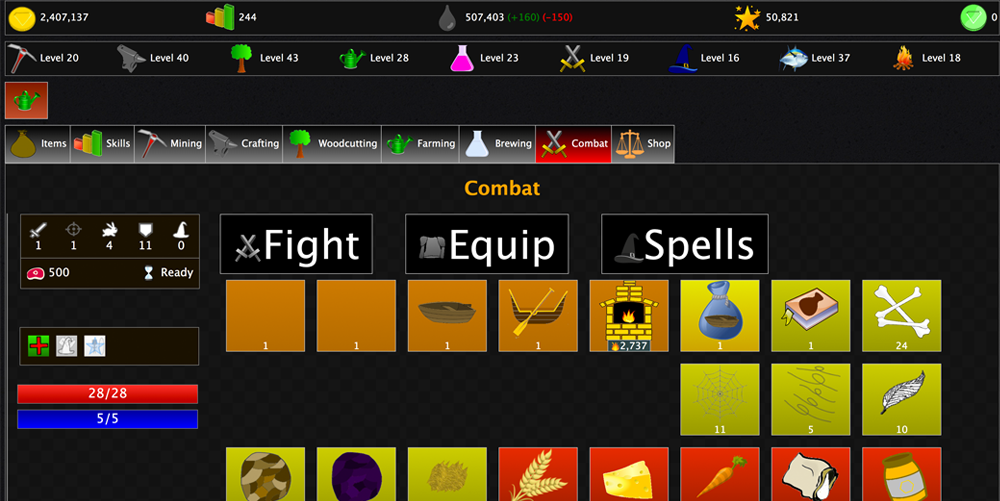 2,407,137 244 507,403 (+160) (-150) 50,821 0
Level 20 Level 40 Level 43 Level 28 Level 23 Level 19 Level 16 Level 37 Level 18
Items Skills Mining Crafting Woodcutting Farming Brewing Combat Shop
Combat
1 1 4 11 0
500 Ready
Fight Equip Spells
28/28
5/5
1 1 1 1 2,737 1 1 24
11 5 10